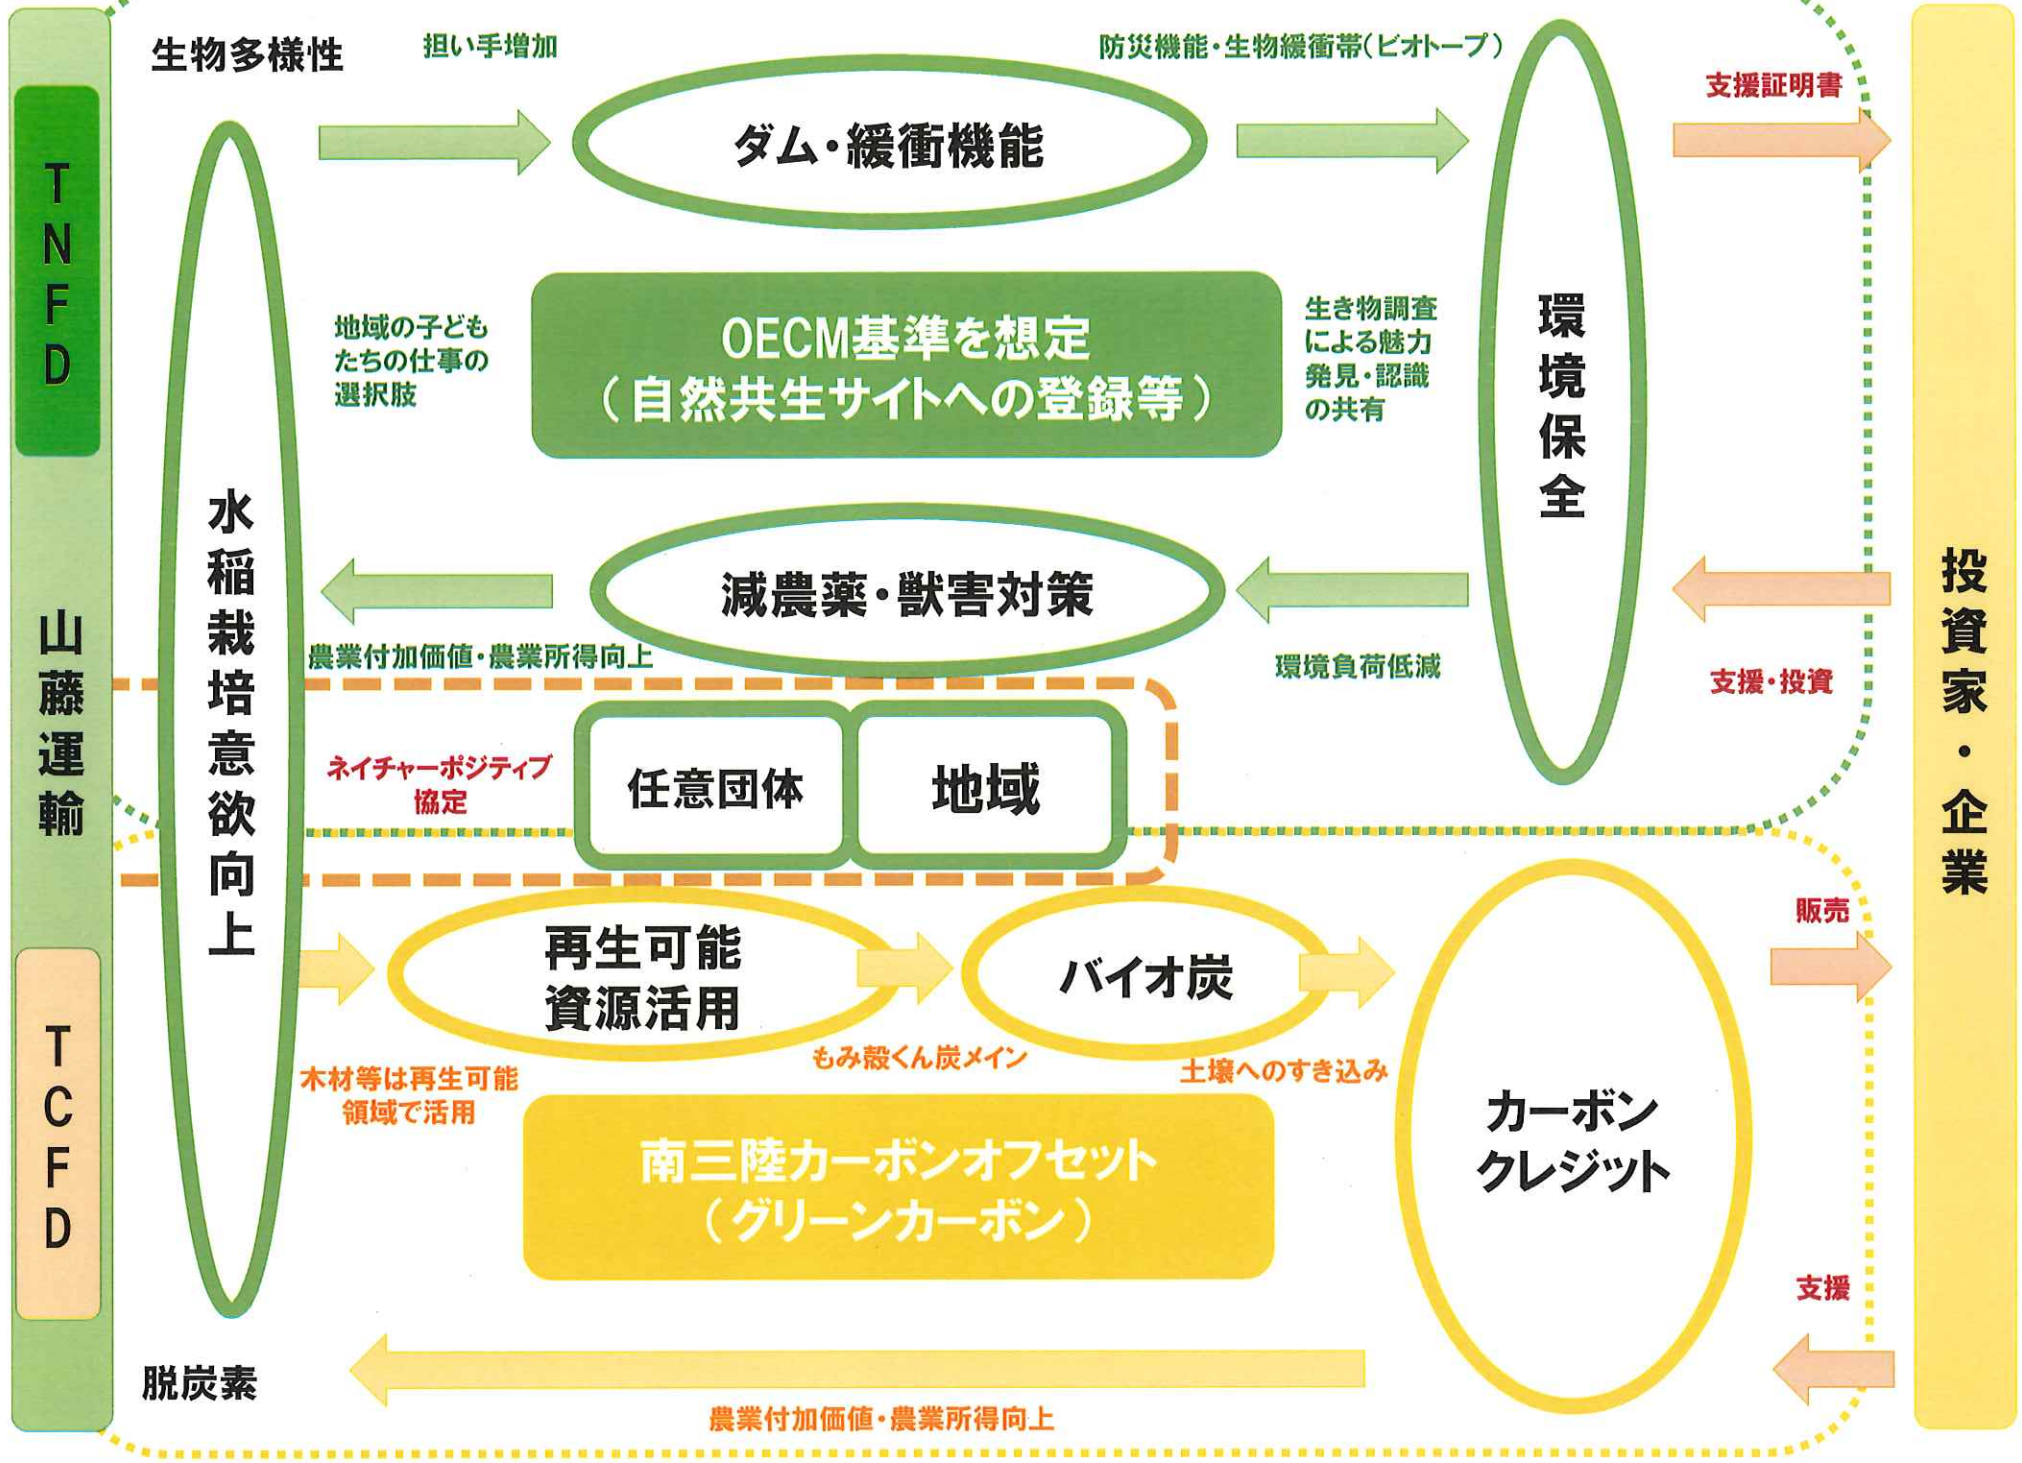 生物多様性
担い手増加
防災機能・生物緩衝帯(ビオトープ)
支援証明書
TNFD
ダム・緩衝機能
地域の子ども
たちの仕事の
選択肢
OECM基準を想定
(自然共生サイトへの登録等)
生き物調査
による魅力
発見・認識
の共有
環境保全
水稲栽培意欲向上
減農薬・獣害対策
農業付加価値・農業所得向上
環境負荷低減
支援・投資
投資家・企業
山藤運輸
ネイチャーポジティブ
協定
任意団体
地域
販売
再生可能
資源活用
バイオ炭
もみ殻くん炭メイン
土壌へのすき込み
木材等は再生可能
領域で活用
TCFD
南三陸カーボンオフセット
(グリーンカーボン)
カーボン
クレジット
支援
脱炭素
農業付加価値・農業所得向上